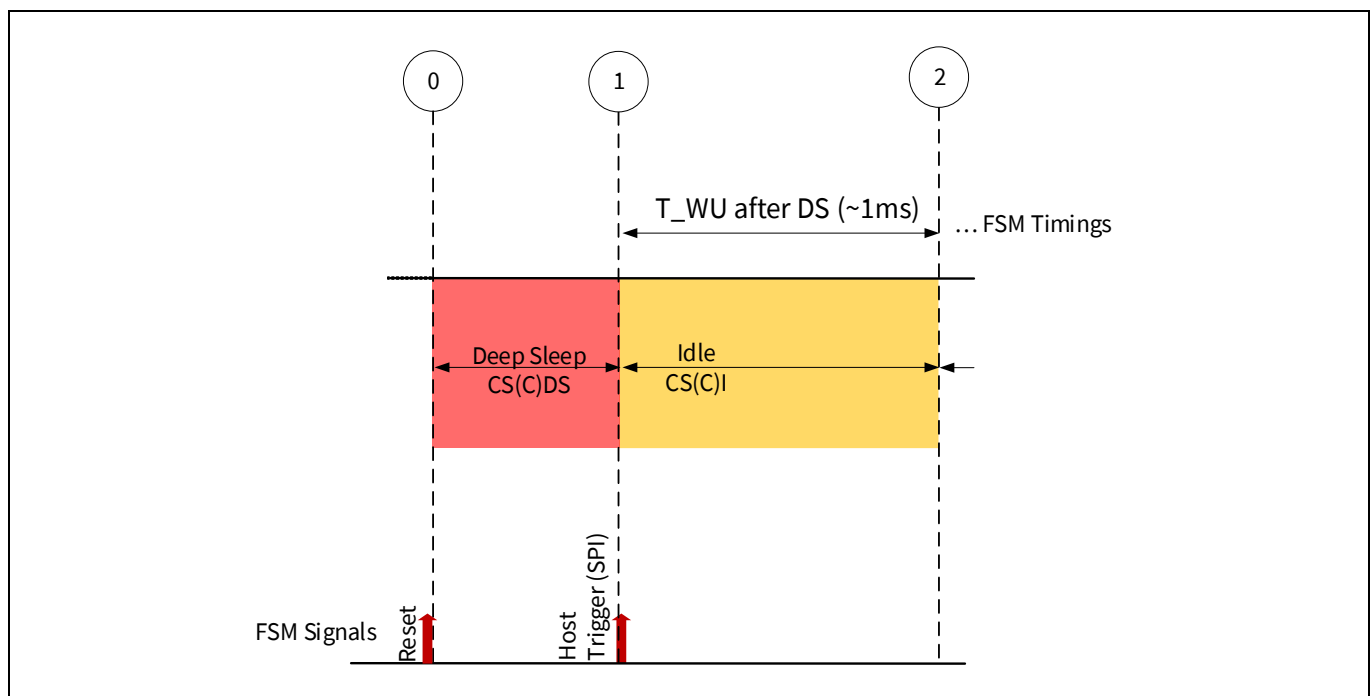 0
1
2
T_WU after DS (~1ms)
... FSM Timings
Deep Sleep
CS(C)DS
Idle
CS(C)I
FSM Signals
Reset
Host
Trigger (SPI)